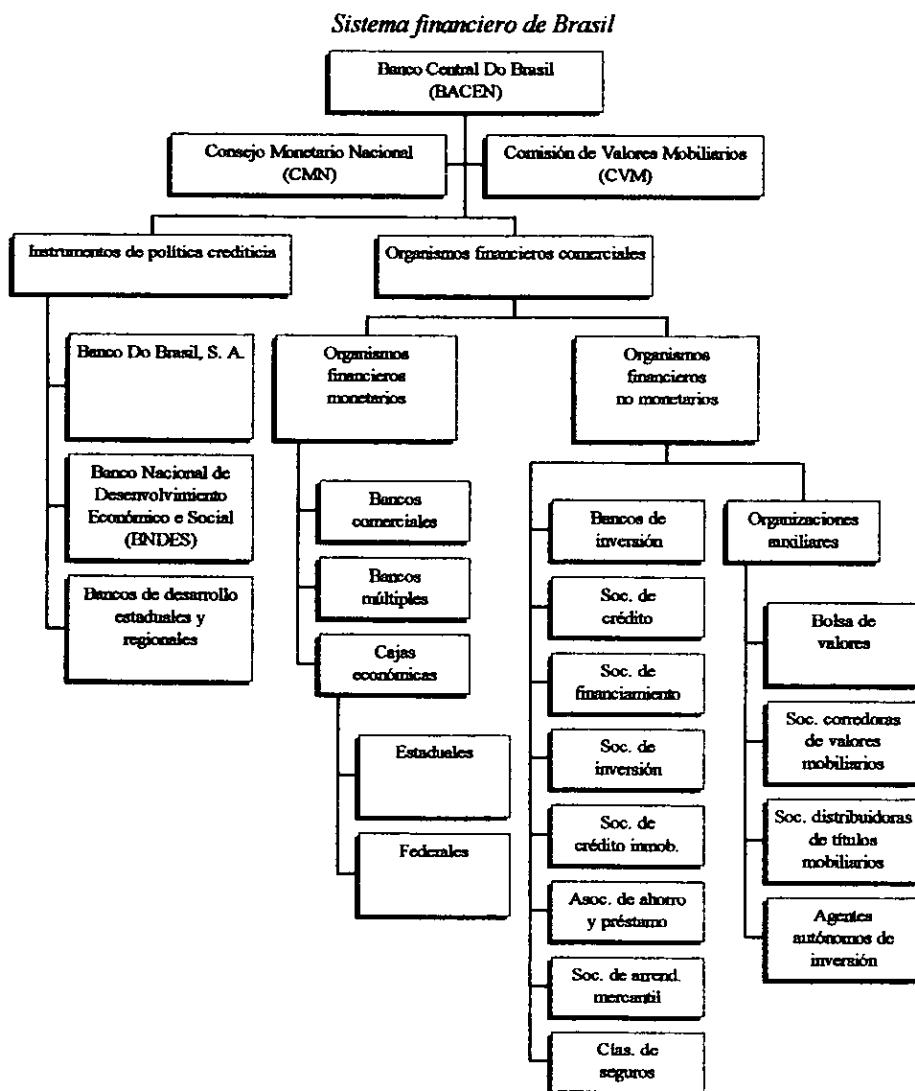 Sistema financiero de Brasil
Banco Central Do Brasil
(BACEN)
Consejo Monetario Nacional
(CMN)
Comisión de Valores Mobiliarios
(CVM)
Instrumentos de política crediticia
Organismos financieros comerciales
Banco Do Brasil, S. A.
Banco Nacional de
Desenvolvimiento
Económico e Social
(BNDES)
Bancos de desarrollo
estaduales y
regionales
Organismos
financieros
monetarios
Bancos
comerciales
Bancos
múltiples
Cajas
económicas
Estaduales
Federales
Organismos
financieros
no monetarios
Bancos de
inversión
Soc. de
crédito
Soc. de
financiamiento
Soc. de
inversión
Soc. de
crédito inmob.
Asoc. de ahorro
y préstamo
Soc. de arrend.
mercantil
Cías. de
seguros
Organizaciones
auxiliares
Bolsa de
valores
Soc. corredoras
de valores
mobiliarios
Soc. distribuidoras
de títulos
mobiliarios
Agentes
autónomos de
inversión